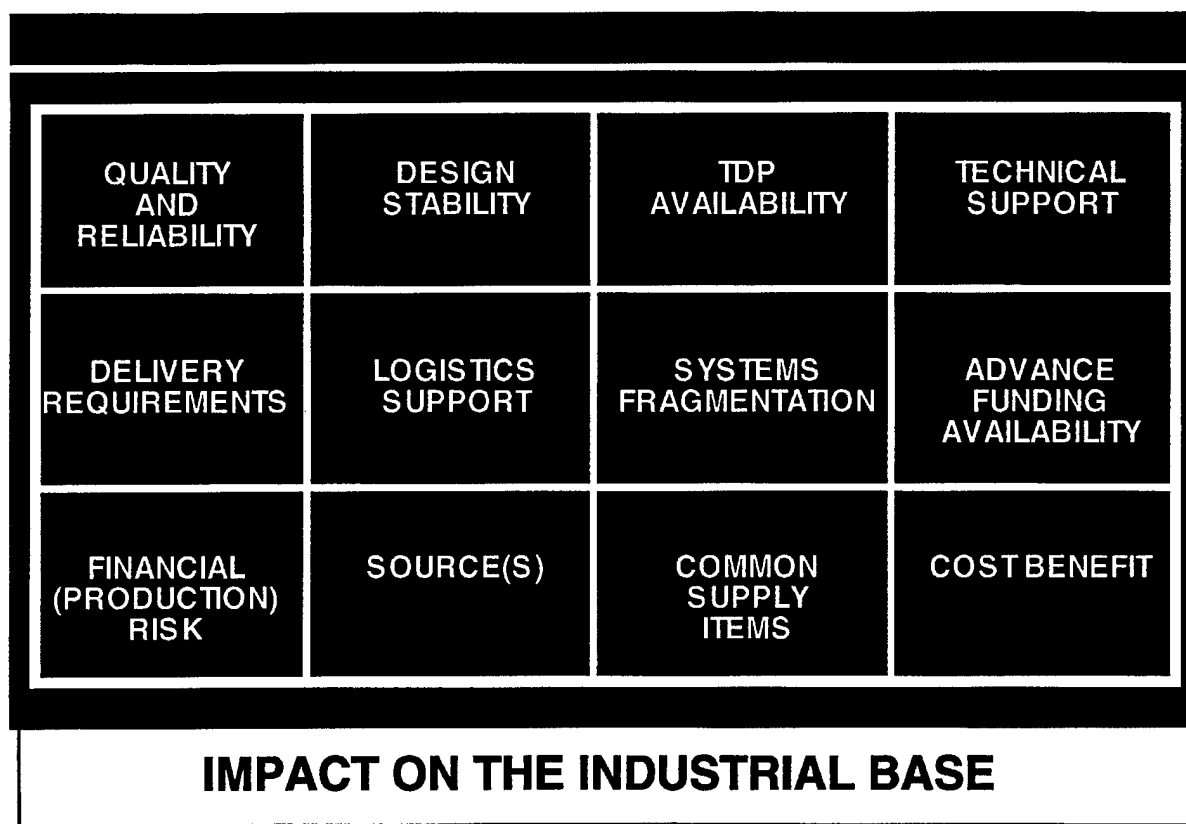 QUALITY
AND
RELIABILITY
DESIGN
STABILITY
TDP
AVAILABILITY
TECHNICAL
SUPPORT
DELIVERY
REQUIREMENTS
LOGISTICS
SUPPORT
SYSTEMS
FRAGMENTATION
ADVANCE
FUNDING
AVAILABILITY
FINANCIAL
(PRODUCTION)
RISK
SOURCE(S)
COMMON
SUPPLY
ITEMS
COST BENEFIT
IMPACT ON THE INDUSTRIAL BASE